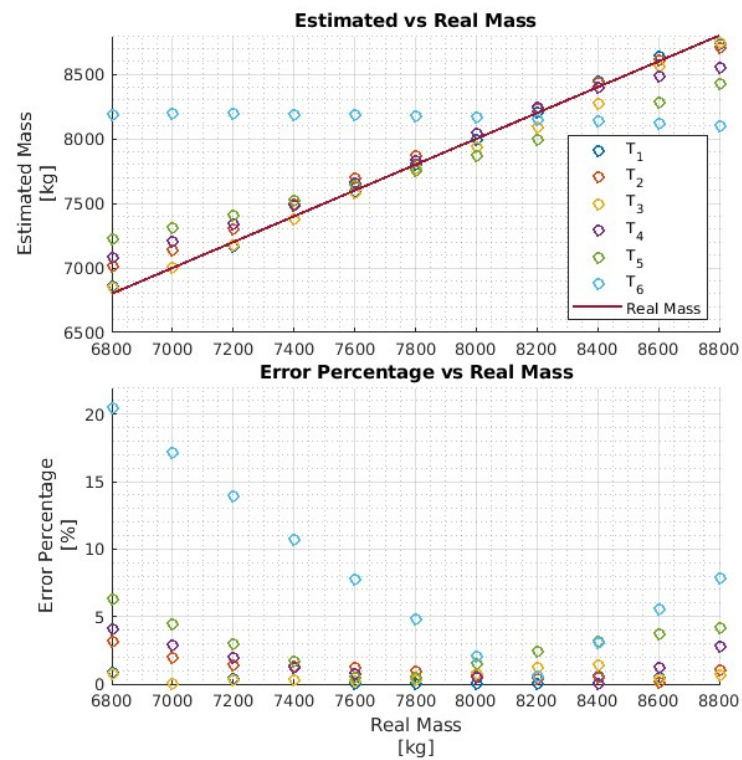 Estimated vs Real Mass
Estimated Mass
[kg]
8500
8000
7500
7000
6500
T1
T2
T3
T4
T5
T6
Real Mass
6800 7000 7200 7400 7600 7800 8000 8200 8400 8600 8800
Error Percentage vs Real Mass
Error Percentage
[%]
20
15
10
5
0
6800 7000 7200 7400 7600 7800 8000 8200 8400 8600 8800
Real Mass
[kg]